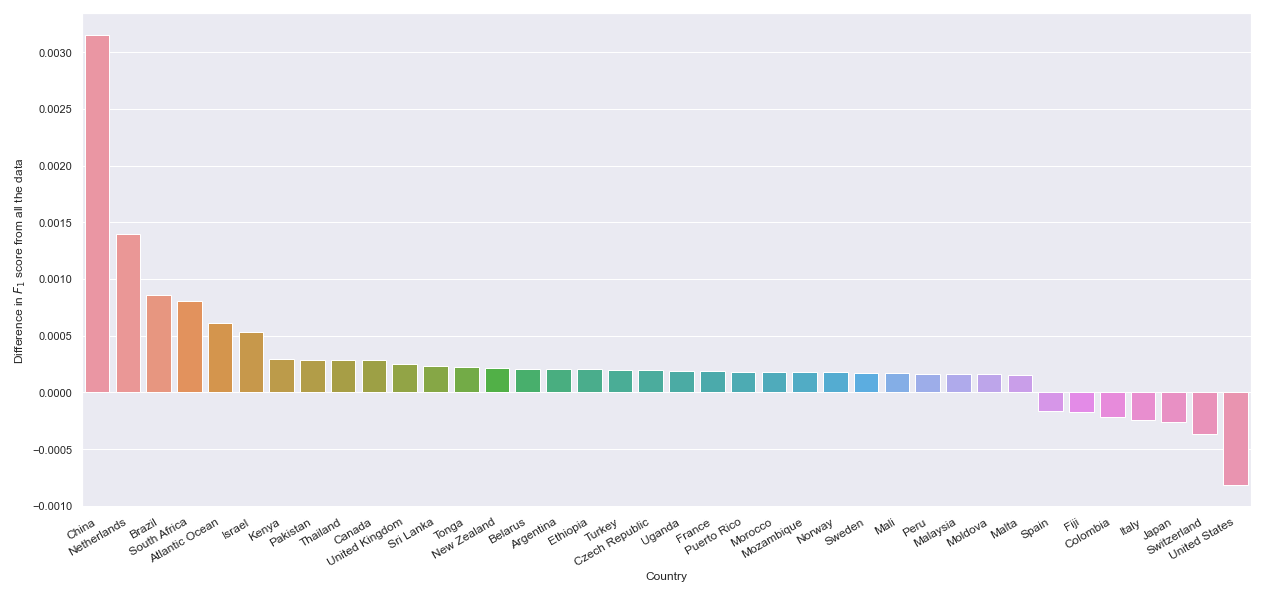 Difference in F1 score from all the data
0.0030
0.0025
0.0020
0.0015
0.0010
0.0005
0.0000
−0.0005
−0.0010
China
Netherlands
Brazil
South Africa
Atlantic Ocean
Israel
Kenya
Pakistan
Thailand
Canada
United Kingdom
Sri Lanka
Tonga
New Zealand
Belarus
Argentina
Ethiopia
Turkey
Czech Republic
Uganda
France
Puerto Rico
Morocco
Mozambique
Norway
Sweden
Mali
Peru
Malaysia
Moldova
Malta
Spain
Fiji
Colombia
Italy
Japan
Switzerland
United States
Country